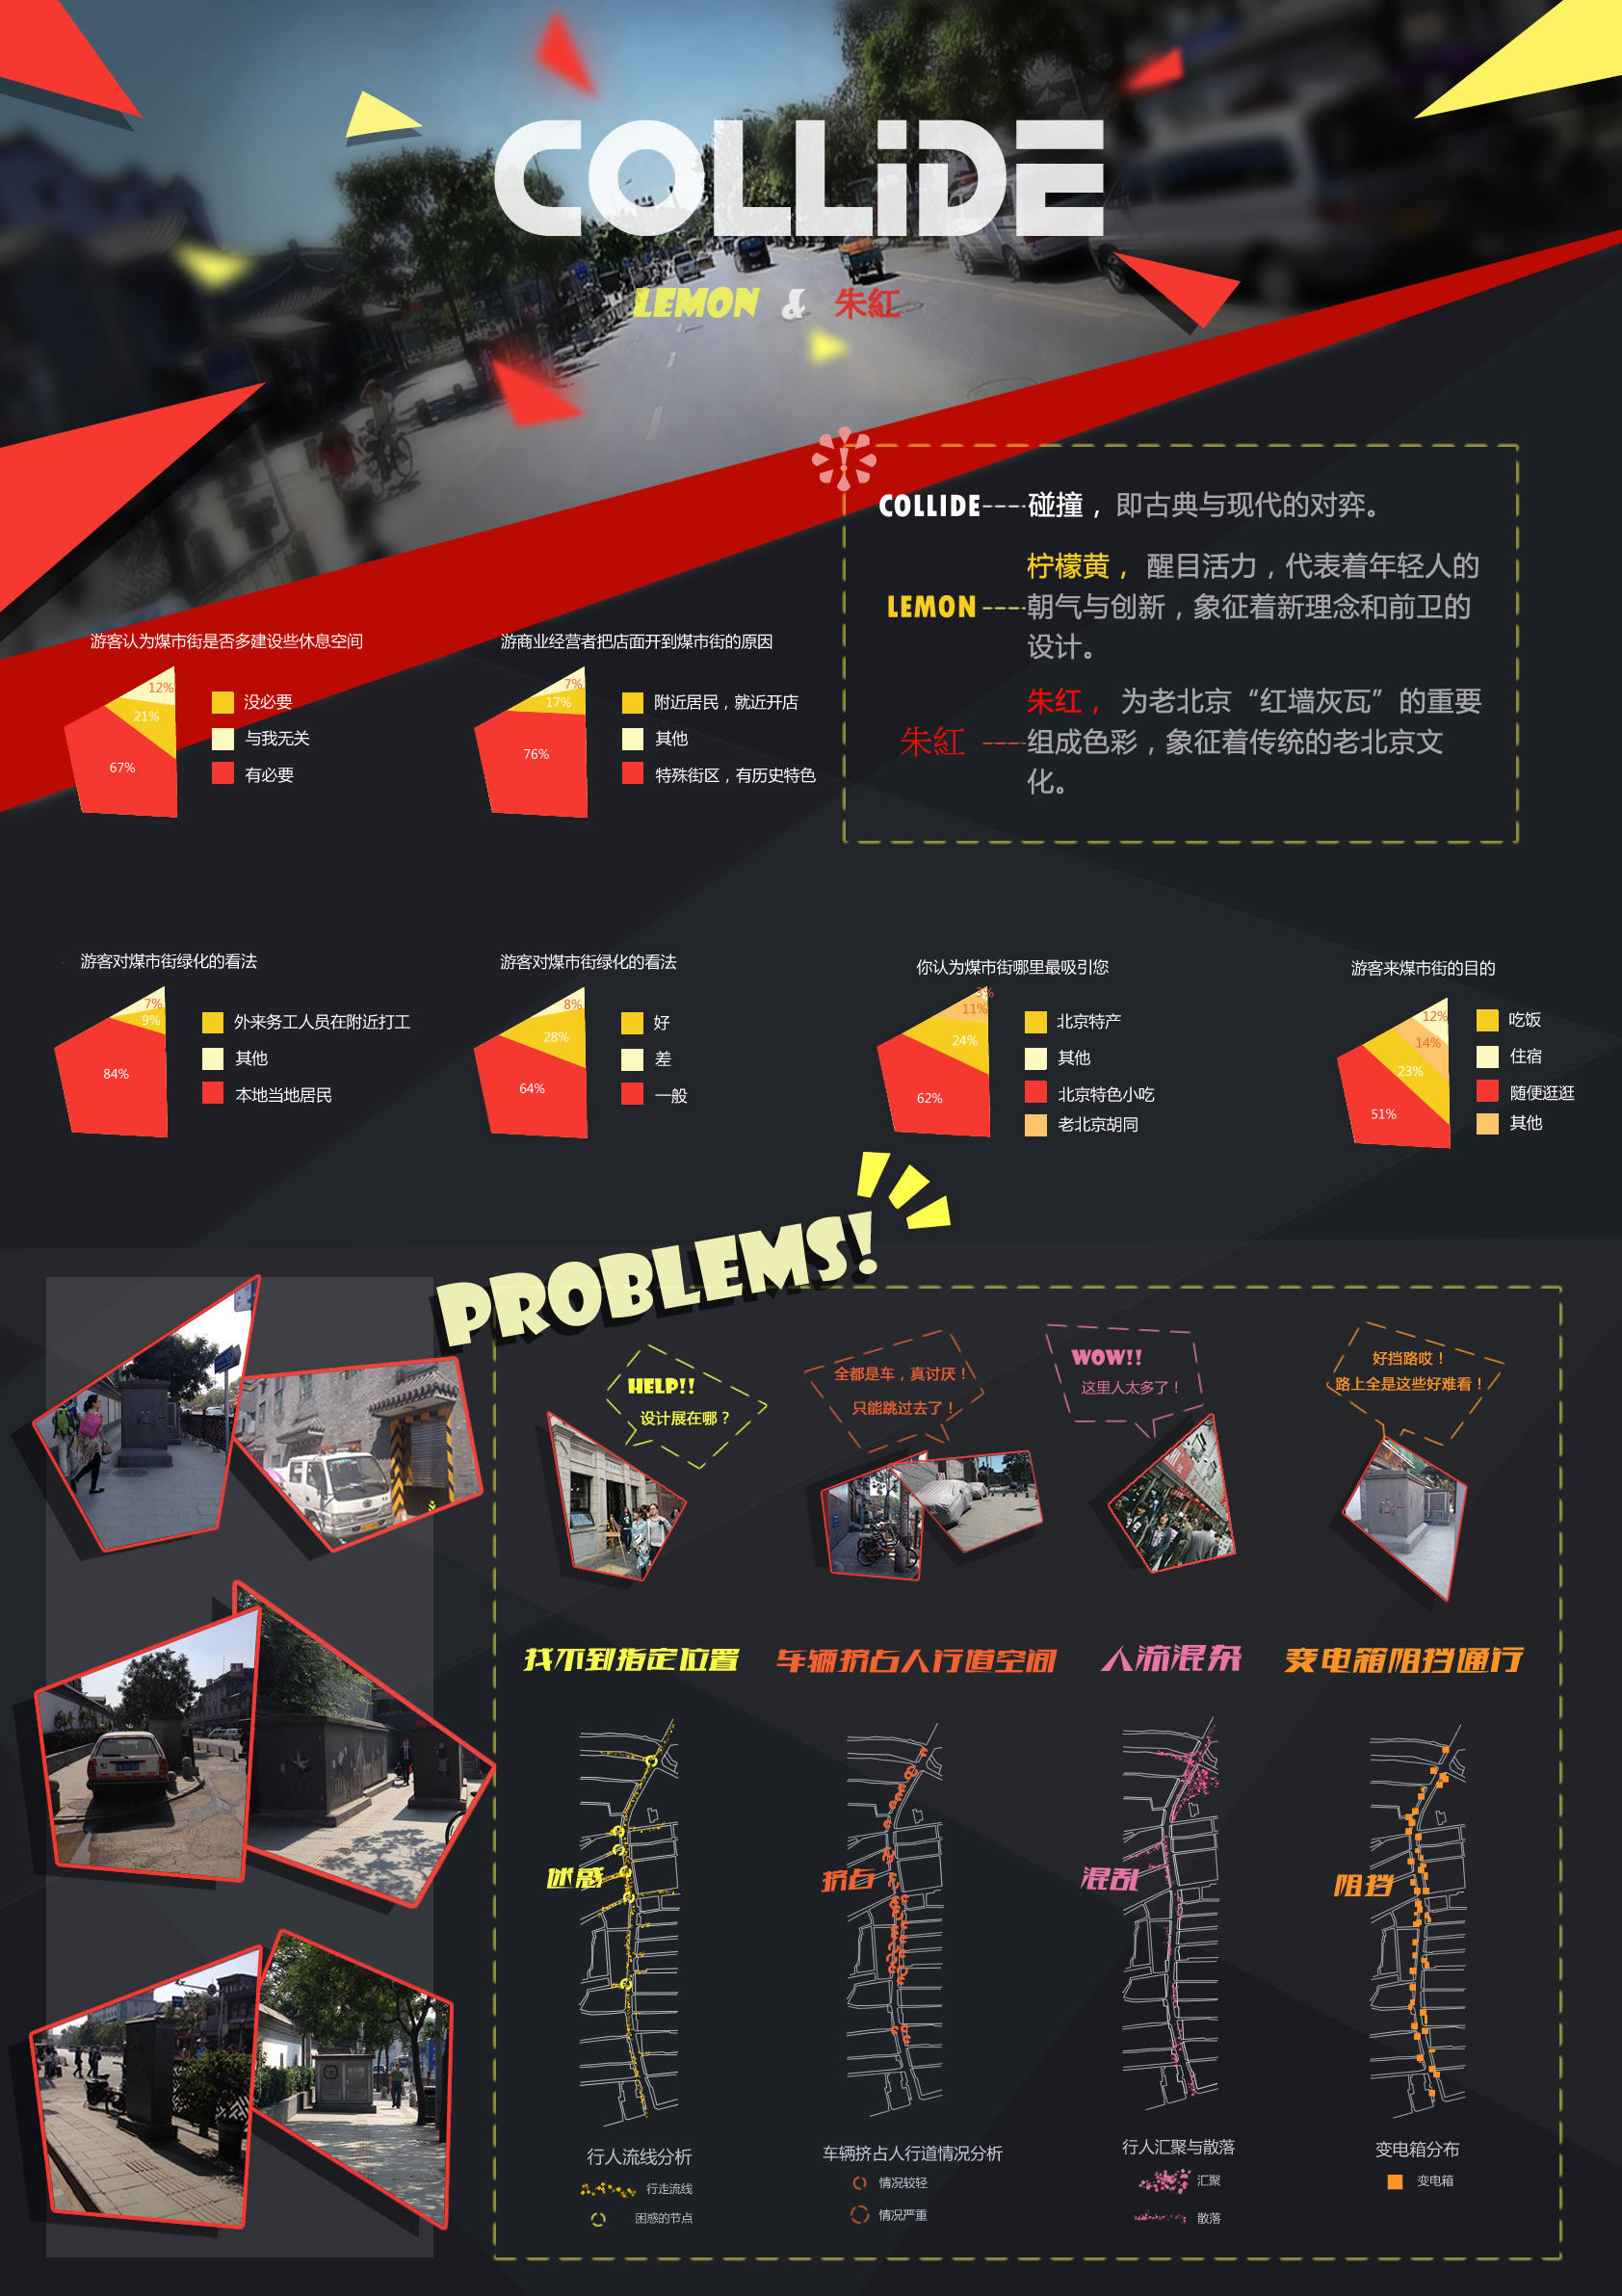 COLLiDE
LEMON & 朱紅
COLLIDE----碰撞，即古典与现代的对弈。
柠檬黄，醒目活力，代表着年轻人的
LEMON----朝气与创新，象征着新理念和前卫的
设计。
朱红，为老北京“红墙灰瓦”的重要
朱紅----组成色彩，象征着传统的老北京文
化。
游客认为煤市街是否多建设些休息空间
12%
21%
67%
没必要
与我无关
有必要
游商业经营者把店面开到煤市街的原因
7%
17%
76%
附近居民，就近开店
其他
特殊街区，有历史特色
游客对煤市街绿化的看法
7%
9%
84%
外来务工人员在附近打工
其他
本地当地居民
游客对煤市街绿化的看法
8%
28%
64%
好
差
一般
你认为煤市街哪里最吸引您
3%
11%
24%
62%
北京特产
其他
北京特色小吃
老北京胡同
游客来煤市街的目的
12%
14%
23%
51%
吃饭
住宿
随便逛逛
其他
PROBLEMS!
HELP!!
设计展在哪？
全都是车，真讨厌！
只能跳过去了！
WOW!!
这里人太多了！
好挡路哎！
路上全是这些好难看！
找不到指定位置
车辆挤占人行道空间
人流混杂
变电箱阻挡通行
迷惑
挤占
混乱
阻挡
行人流线分析
行走流线
困惑的节点
车辆挤占人行道情况分析
情况较轻
情况严重
行人汇聚与散落
汇聚
散落
变电箱分布
变电箱